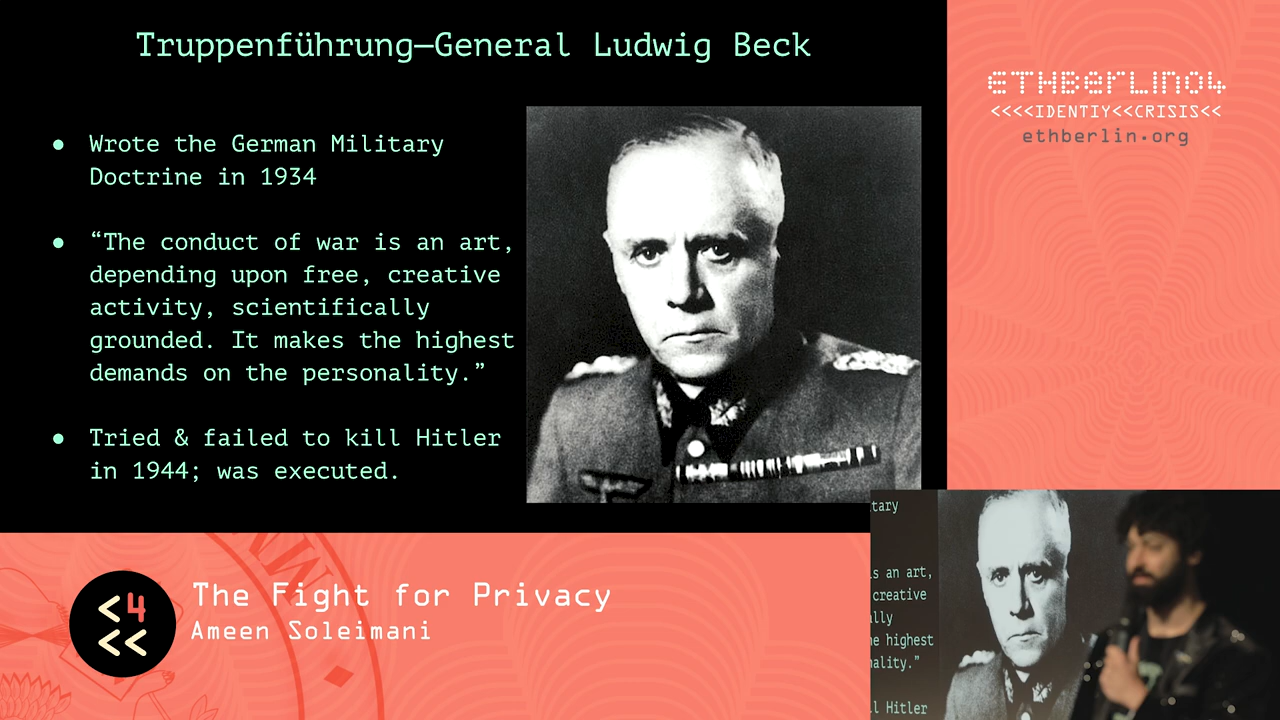 Truppenführung—General Ludwig Beck
● Wrote the German Military
Doctrine in 1934
● “The conduct of war is an art,
depending upon free, creative
activity, scientifically
grounded. It makes the highest
demands on the personality.”
● Tried & failed to kill Hitler
in 1944; was executed.
ETHBERLIN04
<<<<IDENTIY<<CRISIS<<
ethberlin.org
<4
<<
The Fight for Privacy
Ameen Soleimani
tary
is an art,
creative
ally
he highest
nality.”
l Hitler